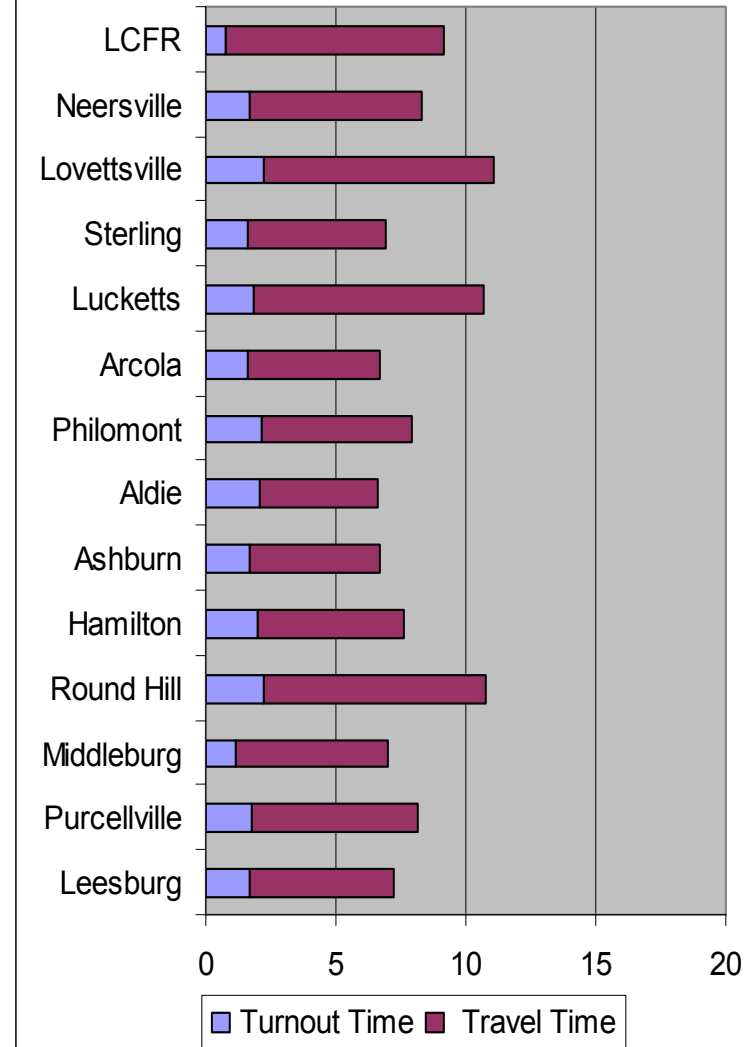 LCFR
Neersville
Lovettsville
Sterling
Lucketts
Arcola
Philomont
Aldie
Ashburn
Hamilton
Round Hill
Middleburg
Purcellville
Leesburg
0 5 10 15 20
Turnout Time Travel Time